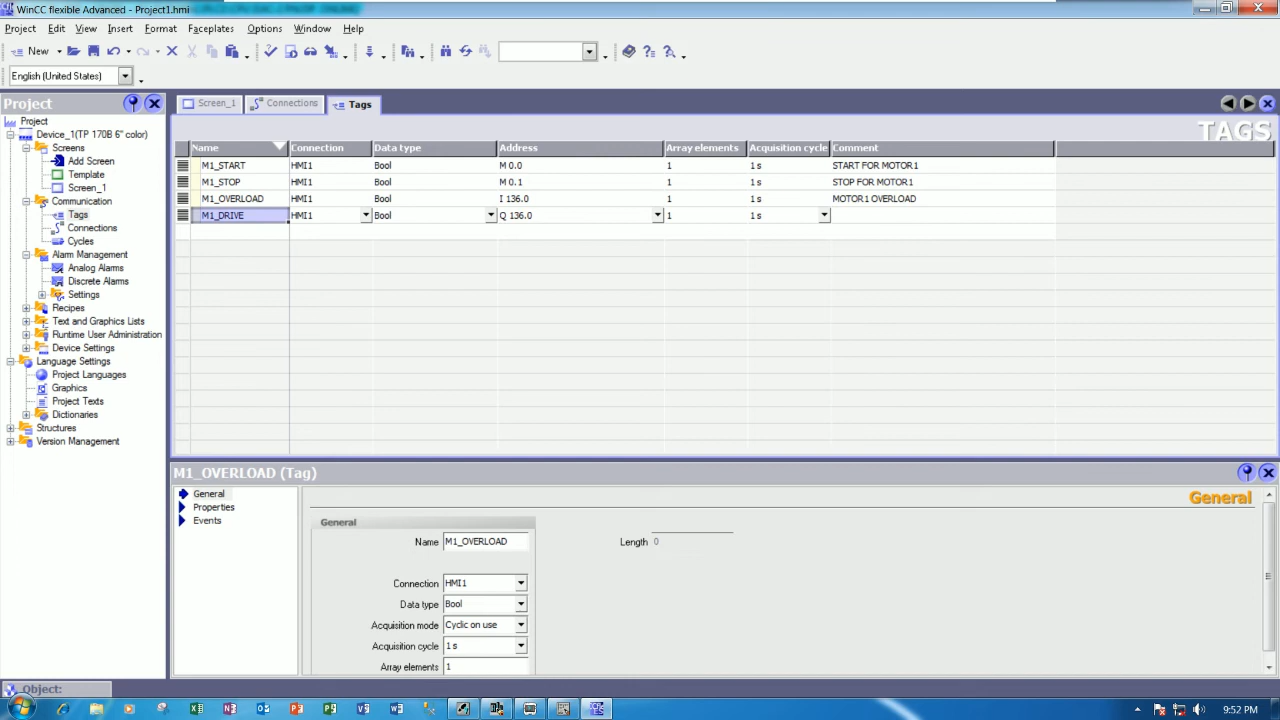 WinCC flexible Advanced - Project1.hmi
Project Edit View Insert Format Faceplates Options Window Help
New
English (United States)
Project
Screen_1 Connections Tags
TAGS
Project
Device_1(TP 170B 6" color)
Screens
Add Screen
Template
Screen_1
Communication
Tags
Connections
Cycles
Alarm Management
Analog Alarms
Discrete Alarms
Settings
Recipes
Text and Graphics Lists
Runtime User Administration
Device Settings
Language Settings
Project Languages
Graphics
Project Texts
Dictionaries
Structures
Version Management
Name Connection Data type Address Array elements Acquisition cycle Comment
M1_START HMI1 Bool M 0.0 1 1 s START FOR MOTOR1
M1_STOP HMI1 Bool M 0.1 1 1 s STOP FOR MOTOR1
M1_OVERLOAD HMI1 Bool I 136.0 1 1 s MOTOR1 OVERLOAD
M1_DRIVE HMI1 Bool Q 136.0 1 1 s
M1_OVERLOAD (Tag)
General
Properties
Events
General
General
Name M1_OVERLOAD
Length 0
Connection HMI1
Data type Bool
Acquisition mode Cyclic on use
Acquisition cycle 1 s
Array elements 1
Object:
9:52 PM